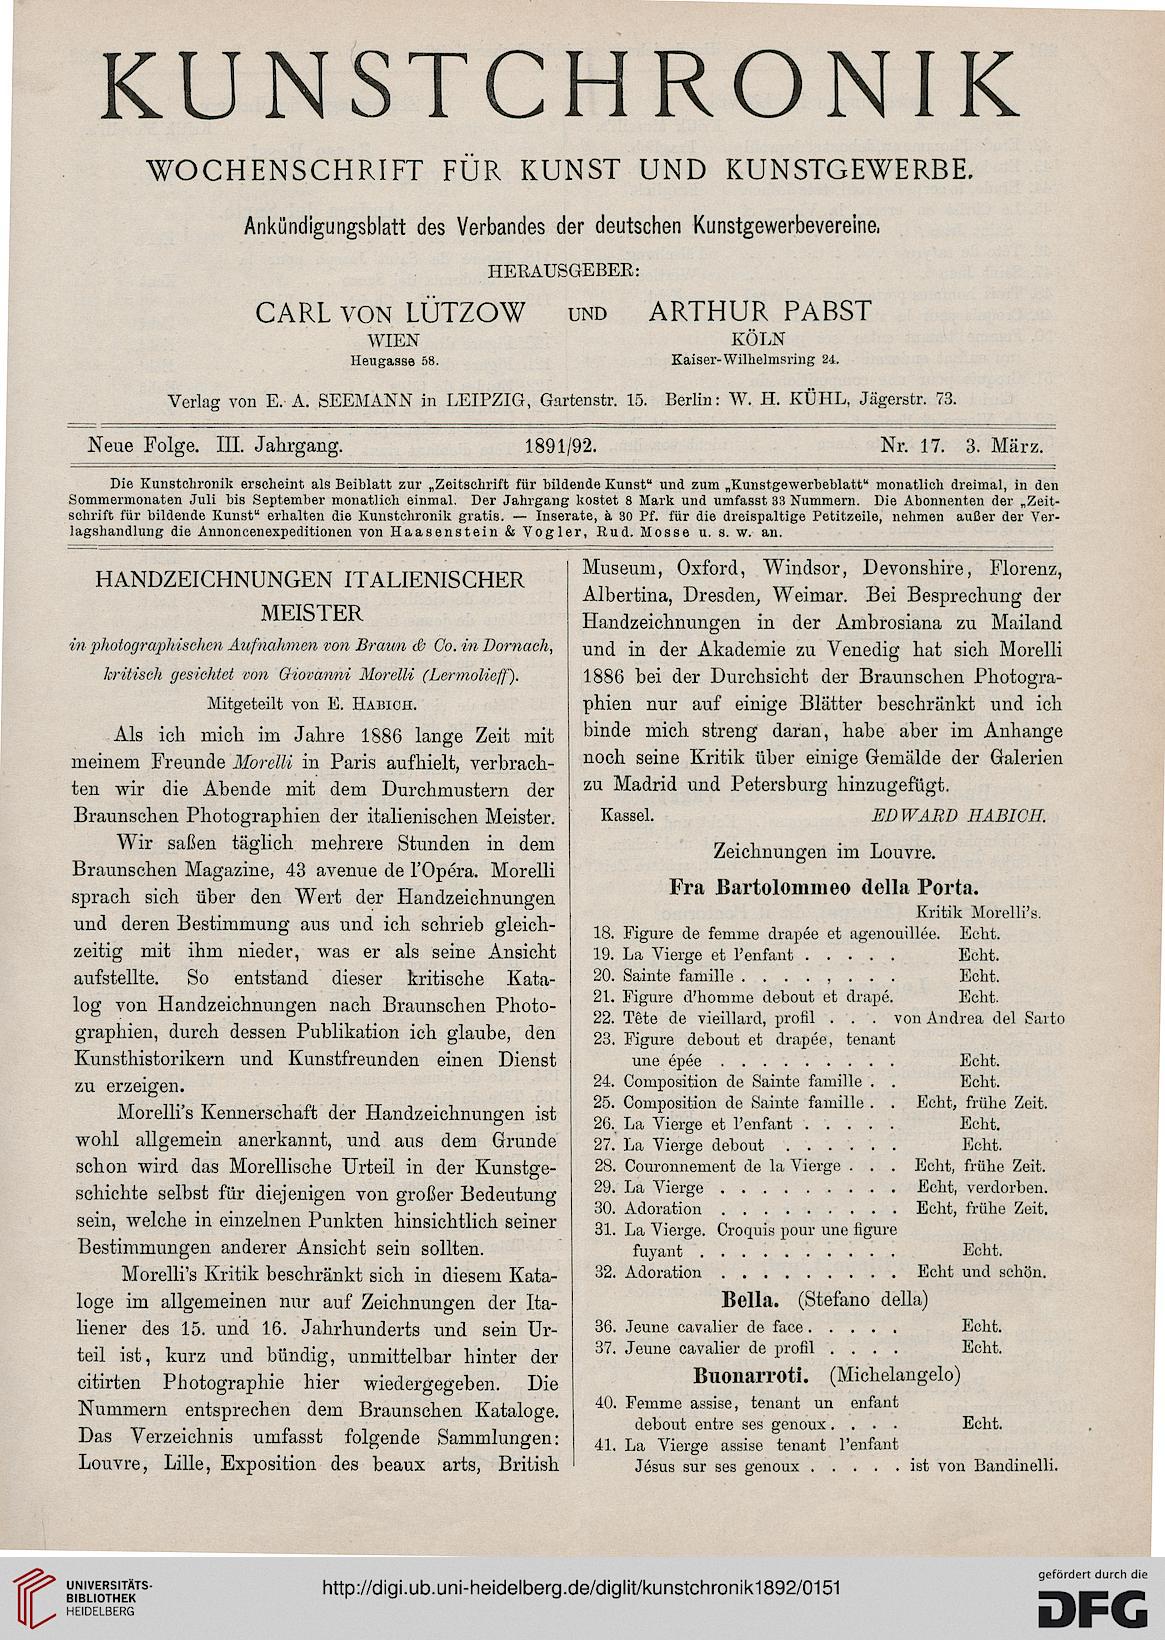 KUNSTCHRONIK
WOCHENSCHRIFT FÜR KUNST UND KUNSTGEWERBE.
Ankündigungsblatt des Verbandes der deutschen Kunstgewerbevereine.
HERAUSGEBER:
CARL VON LÜTZOW UND ARTHUR PABST
WIEN KÖLN
Heugasse 58. Kaiser-Wilhelmsring 24.
Verlag von E. A. SEEMANN in LEIPZIG, Gartenstr. 15. Berlin: W. H. KÜHL, Jägerstr. 73.
Neue Folge. III. Jahrgang. 1891/92. Nr. 17. 3. März.
Die Kunstchronik erscheint als Beiblatt zur „Zeitschrift für bildende Kunst“ und zum „Kunstgewerbeblatt“ monatlich dreimal, in den
Sommermonaten Juli bis September monatlich einmal. Der Jahrgang kostet 8 Mark und umfasst 33 Nummern. Die Abonnenten der „Zeit-
schrift für bildende Kunst“ erhalten die Kunstchronik gratis. — Inserate, à 30 Pf. für die dreispaltige Petitzeile, nehmen außer der Ver-
lagshandlung die Annoncenexpeditionen von Haasenstein & Vogler, Rud. Mosse u. s. w. an.
HANDZEICHNUNGEN ITALIENISCHER
MEISTER
in photographischen Aufnahmen von Braun & Co. in Dornach,
kritisch gesichtet von Giovanni Morelli (Lermolieff).
Mitgeteilt von E. HABICH.
Als ich mich im Jahre 1886 lange Zeit mit
meinem Freunde Morelli in Paris aufhielt, verbrach-
ten wir die Abende mit dem Durchmustern der
Braunschen Photographien der italienischen Meister.
Wir saßen täglich mehrere Stunden in dem
Braunschen Magazine, 43 avenue de l'Opéra. Morelli
sprach sich über den Wert der Handzeichnungen
und deren Bestimmung aus und ich schrieb gleich-
zeitig mit ihm nieder, was er als seine Ansicht
aufstellte. So entstand dieser kritische Kata-
log von Handzeichnungen nach Braunschen Photo-
graphien, durch dessen Publikation ich glaube, den
Kunsthistorikern und Kunstfreunden einen Dienst
zu erzeigen.
Morelli's Kennerschaft der Handzeichnungen ist
wohl allgemein anerkannt, und aus dem Grunde
schon wird das Morellische Urteil in der Kunstge-
schichte selbst für diejenigen von großer Bedeutung
sein, welche in einzelnen Punkten hinsichtlich seiner
Bestimmungen anderer Ansicht sein sollten.
Morelli's Kritik beschränkt sich in diesem Kata-
loge im allgemeinen nur auf Zeichnungen der Ita-
liener des 15. und 16. Jahrhunderts und sein Ur-
teil ist, kurz und bündig, unmittelbar hinter der
citirten Photographie hier wiedergegeben. Die
Nummern entsprechen dem Braunschen Kataloge.
Das Verzeichnis umfasst folgende Sammlungen:
Louvre, Lille, Exposition des beaux arts, British
Museum, Oxford, Windsor, Devonshire, Florenz,
Albertina, Dresden, Weimar. Bei Besprechung der
Handzeichnungen in der Ambrosiana zu Mailand
und in der Akademie zu Venedig hat sich Morelli
1886 bei der Durchsicht der Braunschen Photogra-
phien nur auf einige Blätter beschränkt und ich
binde mich streng daran, habe aber im Anhange
noch seine Kritik über einige Gemälde der Galerien
zu Madrid und Petersburg hinzugefügt.
Kassel. EDWARD HABICH.
Zeichnungen im Louvre.
Fra Bartolommeo della Porta.
Kritik Morelli's.
18. Figure de femme drapée et agenouillée. Echt.
19. La Vierge et l'enfant . . . . . Echt.
20. Sainte famille . . . . . . . . Echt.
21. Figure d'homme debout et drapé. Echt.
22. Tête de vieillard, profil . . . von Andrea del Sarto
23. Figure debout et drapée, tenant
une épée . . . . . . . . . Echt.
24. Composition de Sainte famille . . Echt.
25. Composition de Sainte famille . . Echt, frühe Zeit.
26. La Vierge et l'enfant . . . . . Echt.
27. La Vierge debout . . . . . . Echt.
28. Couronnement de la Vierge . . . Echt, frühe Zeit.
29. La Vierge . . . . . . . . . Echt, verdorben.
30. Adoration . . . . . . . . . Echt, frühe Zeit.
31. La Vierge. Croquis pour une figure
fuyant . . . . . . . . . . Echt.
32. Adoration . . . . . . . . . Echt und schön.
Bella. (Stefano della)
36. Jeune cavalier de face . . . . . Echt.
37. Jeune cavalier de profil . . . . Echt.
Buonarroti. (Michelangelo)
40. Femme assise, tenant un enfant
debout entre ses genoux . . . . Echt.
41. La Vierge assise tenant l'enfant
Jésus sur ses genoux . . . . . ist von Bandinelli.
UNIVERSITÄTS-
BIBLIOTHEK
HEIDELBERG
http://digi.ub.uni-heidelberg.de/diglit/kunstchronik1892/0151
gefördert durch die
DFG